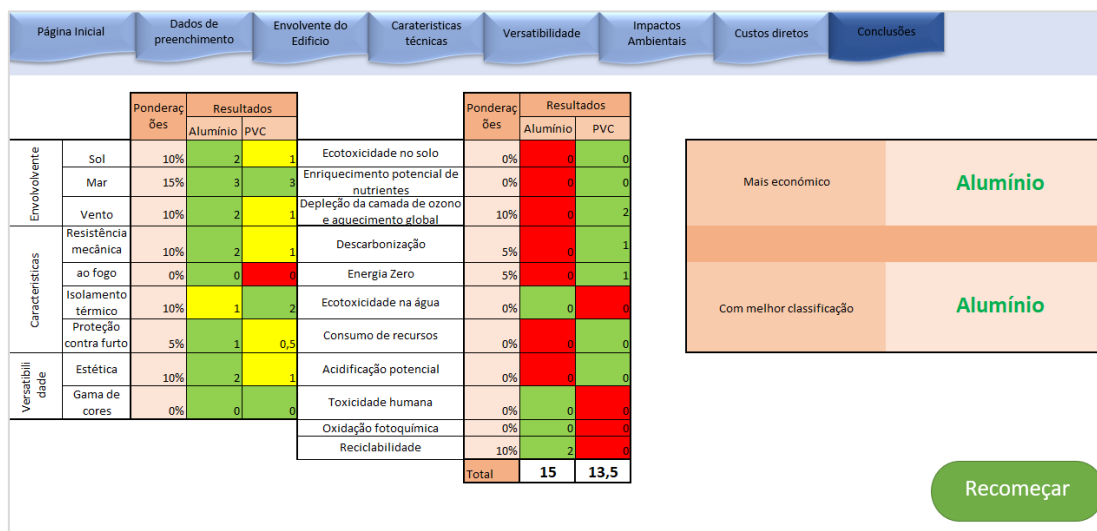 Página Inicial
Dados de
preenchimento
Envolvente do
Edificio
Carateristicas
técnicas
Versatibilidade
Impactos
Ambientais
Custos diretos
Conclusões
Ponderaç
ões
Resultados
Alumínio PVC
Envolvolvente
Sol 10% 2 1
Mar 15% 3 3
Vento 10% 2 1
Caracteristicas
Resistência
mecânica 10% 2 1
ao fogo 0% 0 0
Isolamento
térmico 10% 1 2
Proteção
contra furto 5% 1 0,5
Versatibili
dade
Estética 10% 2 1
Gama de
cores 0% 0 0
Ponderaç
ões
Resultados
Alumínio PVC
Ecotoxicidade no solo 0% 0 0
Enriquecimento potencial de
nutrientes 0% 0 0
Depleção da camada de ozono
e aquecimento global 10% 0 2
Descarbonização 5% 0 1
Energia Zero 5% 0 1
Ecotoxicidade na água 0% 0 0
Consumo de recursos 0% 0 0
Acidificação potencial 0% 0 0
Toxicidade humana 0% 0 0
Oxidação fotoquímica 0% 0 0
Reciclabilidade 10% 2 0
Total 15 13,5
Mais económico Alumínio
Com melhor classificação Alumínio
Recomeçar